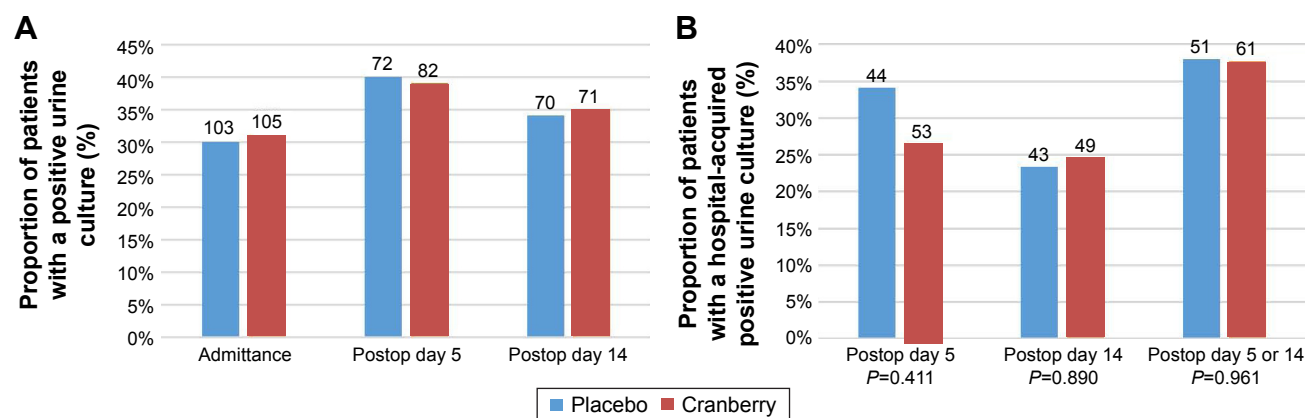 A
Proportion of patients
with a positive urine
culture (%)
45%
40%
35%
30%
25%
20%
15%
10%
5%
0%
103
105
72
82
70
71
Admittance
Postop day 5
Postop day 14
B
Proportion of patients
with a hospital-acquired
positive urine culture (%)
40%
35%
30%
25%
20%
15%
10%
5%
0%
44
53
43
49
51
61
Postop day 5
P=0.411
Postop day 14
P=0.890
Postop day 5 or 14
P=0.961
Placebo
Cranberry